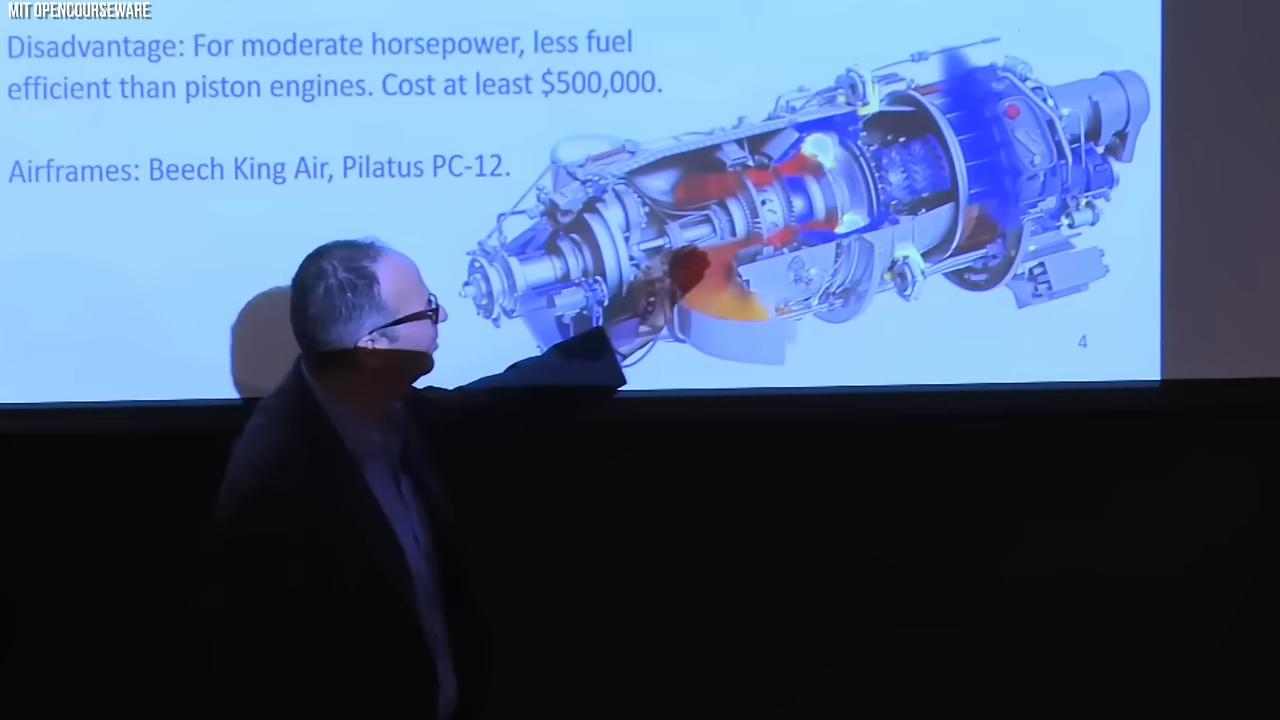 MIT OPENCOURSEWARE
Disadvantage: For moderate horsepower, less fuel
efficient than piston engines. Cost at least $500,000.
Airframes: Beech King Air, Pilatus PC-12.
4